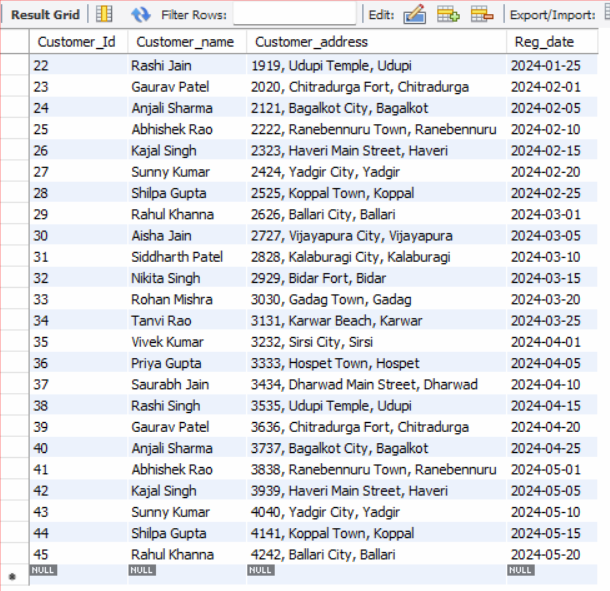 Result Grid Filter Rows: Edit: Export/Import:
Customer_Id Customer_name Customer_address Reg_date
22 Rashi Jain 1919, Udupi Temple, Udupi 2024-01-25
23 Gaurav Patel 2020, Chitradurga Fort, Chitradurga 2024-02-01
24 Anjali Sharma 2121, Bagalkot City, Bagalkot 2024-02-05
25 Abhishek Rao 2222, Ranebennuru Town, Ranebennuru 2024-02-10
26 Kajal Singh 2323, Haveri Main Street, Haveri 2024-02-15
27 Sunny Kumar 2424, Yadgir City, Yadgir 2024-02-20
28 Shilpa Gupta 2525, Koppal Town, Koppal 2024-02-25
29 Rahul Khanna 2626, Ballari City, Ballari 2024-03-01
30 Aisha Jain 2727, Vijayapura City, Vijayapura 2024-03-05
31 Siddharth Patel 2828, Kalaburagi City, Kalaburagi 2024-03-10
32 Nikita Singh 2929, Bidar Fort, Bidar 2024-03-15
33 Rohan Mishra 3030, Gadag Town, Gadag 2024-03-20
34 Tanvi Rao 3131, Karwar Beach, Karwar 2024-03-25
35 Vivek Kumar 3232, Sirsi City, Sirsi 2024-04-01
36 Priya Gupta 3333, Hospet Town, Hospet 2024-04-05
37 Saurabh Jain 3434, Dharwad Main Street, Dharwad 2024-04-10
38 Rashi Singh 3535, Udupi Temple, Udupi 2024-04-15
39 Gaurav Patel 3636, Chitradurga Fort, Chitradurga 2024-04-20
40 Anjali Sharma 3737, Bagalkot City, Bagalkot 2024-04-25
41 Abhishek Rao 3838, Ranebennuru Town, Ranebennuru 2024-05-01
42 Kajal Singh 3939, Haveri Main Street, Haveri 2024-05-05
43 Sunny Kumar 4040, Yadgir City, Yadgir 2024-05-10
44 Shilpa Gupta 4141, Koppal Town, Koppal 2024-05-15
45 Rahul Khanna 4242, Ballari City, Ballari 2024-05-20
NULL NULL NULL NULL